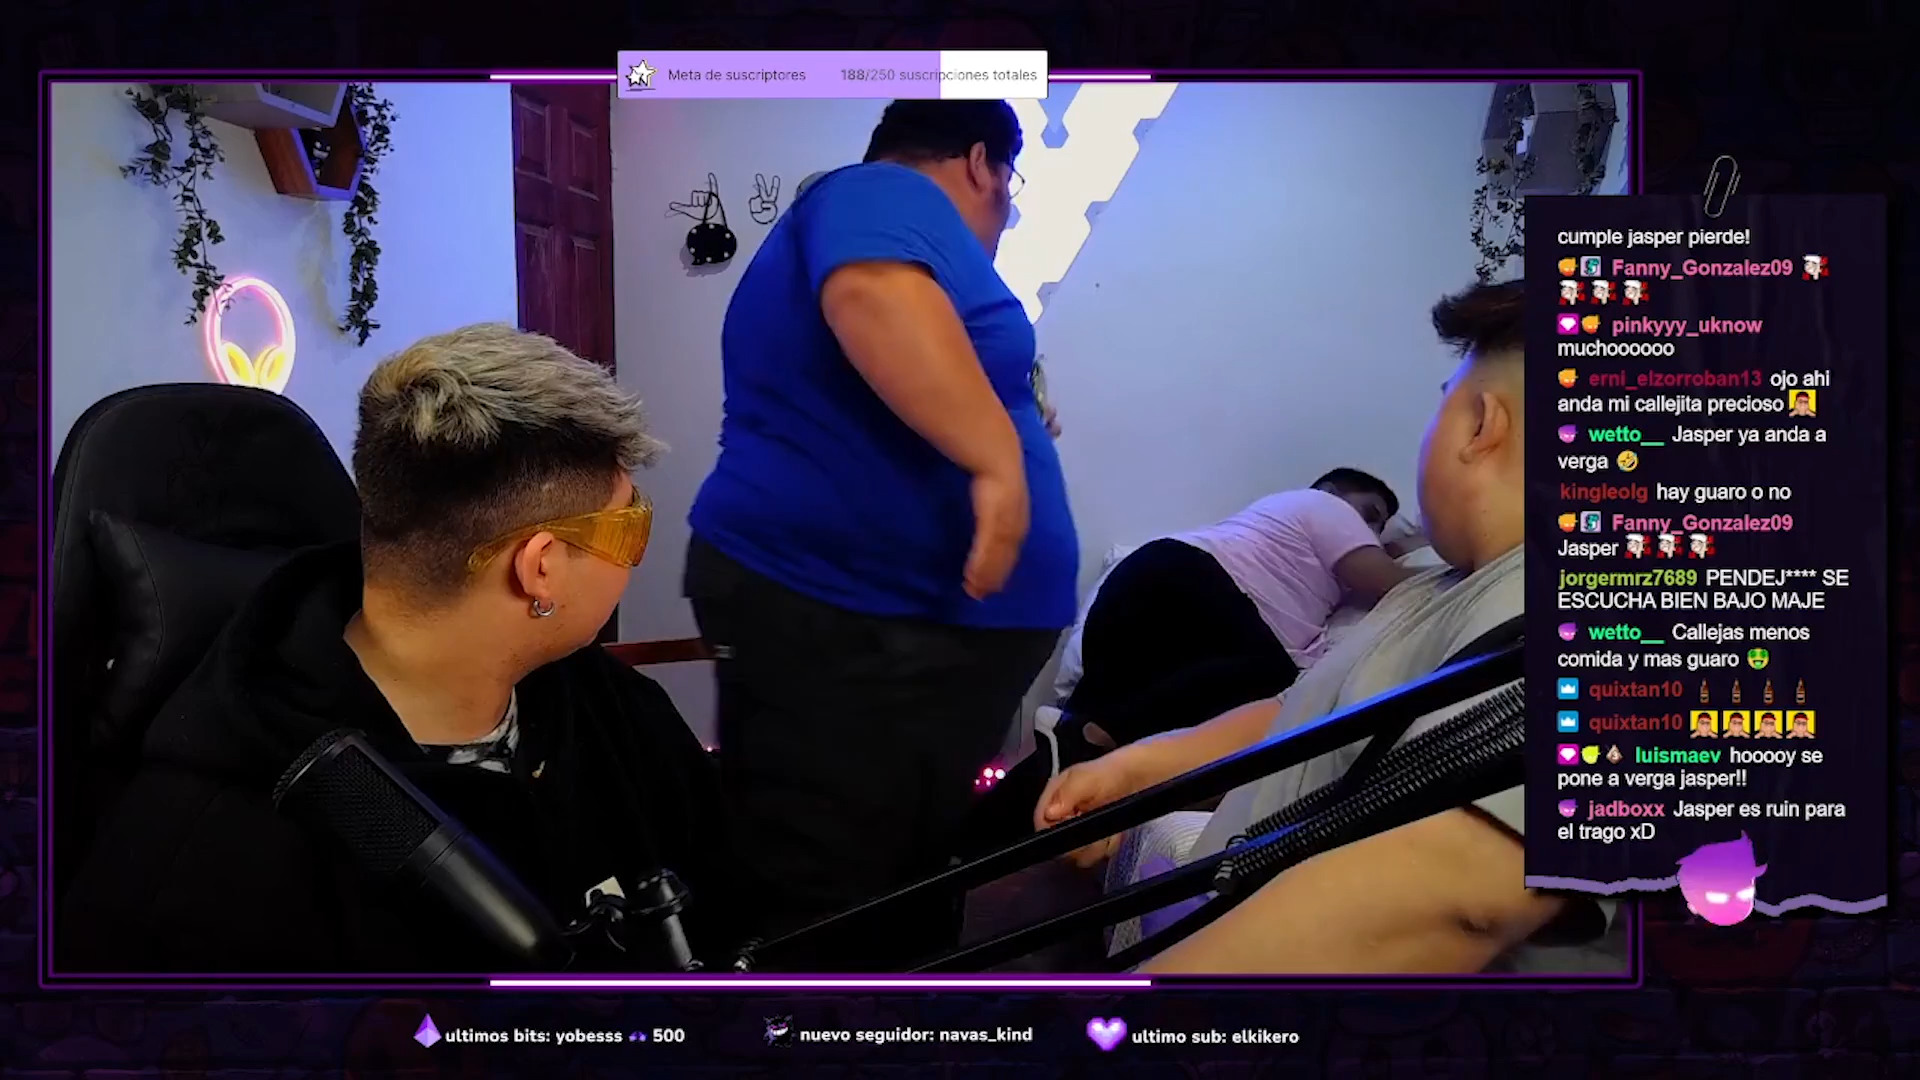 Meta de suscriptores 188/250 suscripciones totales
cumple jasper pierde!
Fanny_Gonzalez09
pinkyyy_uknow
muchoooooo
erni_elzorroban13 ojo ahi
anda mi callejita precioso
wetto__ Jasper ya anda a
verga
kingleolg hay guaro o no
Fanny_Gonzalez09
Jasper
jorgermrz7689 PENDEJ**** SE
ESCUCHA BIEN BAJO MAJE
wetto__ Callejas menos
comida y mas guaro
quixtan10
quixtan10
luismaev hooooy se
pone a verga jasper!!
jadboxx Jasper es ruin para
el trago xD
ultimos bits: yobesss 500
nuevo seguidor: navas_kind
ultimo sub: elkikero